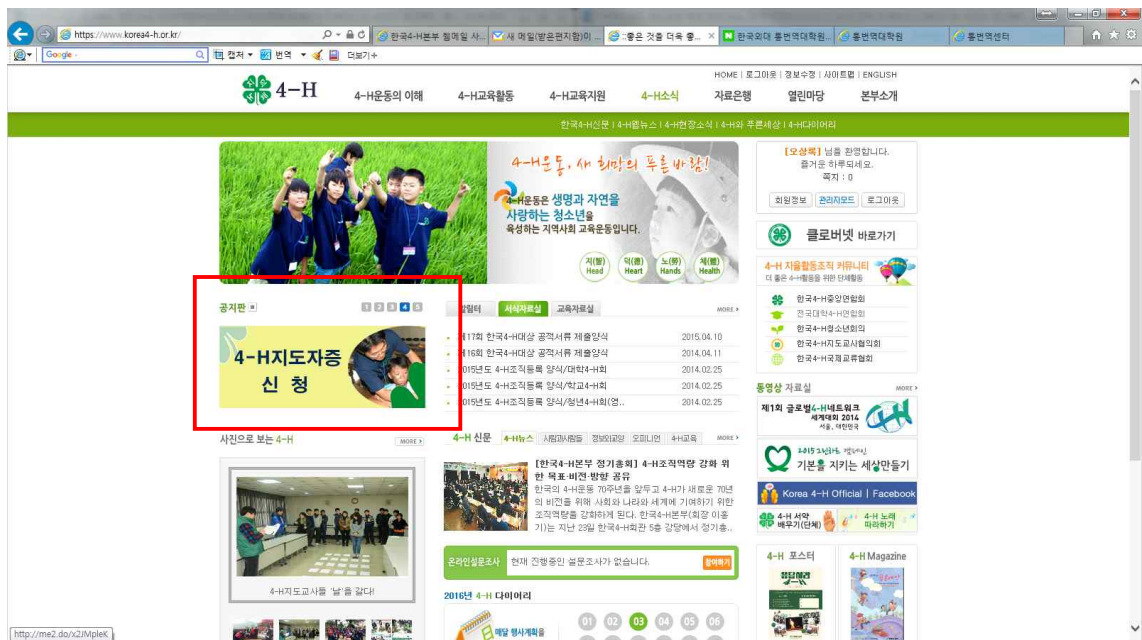 https://www.korea4-h.or.kr/
한국4-H본부 웹메일 사...
새 메일(받은편지함)이 ...
::좋은 것을 더욱 좋...
한국외대 통번역대학원...
통번역대학원
통번역센터
Google
캡처
번역
더보기+
HOME | 로그아웃 | 정보수정 | 사이트맵 | ENGLISH
4-H
4-H운동의 이해 4-H교육활동 4-H교육지원 4-H소식 자료은행 열린마당 본부소개
한국4-H신문 | 4-H웹뉴스 | 4-H현장소식 | 4-H와 푸른세상 | 4-H다이어리
4-H운동, 새 희망의 푸른 바람!
4-H운동은 생명과 자연을
사랑하는 청소년을
육성하는 지역사회 교육운동입니다.
지(智) Head
덕(德) Heart
노(勞) Hands
체(體) Health
[오상록] 님을 환영합니다.
즐거운 하루되세요.
쪽지 : 0
회원정보 관리자모드 로그아웃
클로버넷 바로가기
4-H 자율활동조직 커뮤니티
더 좋은 4-H활동을 위한 단체활동
한국4-H중앙연합회
전국대학4-H연합회
한국4-H청소년회의
한국4-H지도교사협의회
한국4-H국제교류협회
공지판
1 2 3 4 5
4-H지도자증
신 청
알림터 서식자료실 교육자료실 MORE
제17회 한국4-H대상 공적서류 제출양식 2015.04.10
제16회 한국4-H대상 공적서류 제출양식 2014.04.11
2015년도 4-H조직등록 양식/대학4-H회 2014.02.25
2015년도 4-H조직등록 양식/학교4-H회 2014.02.25
2015년도 4-H조직등록 양식/청년4-H회(영.. 2014.02.25
동영상 자료실 MORE
제1회 글로벌4-H네트워크
세계대회 2014
서울, 대한민국
기본을 지키는 세상만들기
Korea 4-H Official | Facebook
4-H 서약
배우기(단체)
4-H 노래
따라하기
사진으로 보는 4-H MORE
4-H지도교사들 '날'을 갈다!
4-H 신문 4-H뉴스 사람과사람들 정보와교양 오피니언 4-H교육 MORE
[한국4-H본부 정기총회] 4-H조직역량 강화 위
한 목표·비전·방향 공유
한국의 4-H운동 70주년을 앞두고 4-H가 새로운 70년
의 비전을 위해 사회와 나라와 세계에 기여하기 위한
조직역량을 강화하게 된다. 한국4-H본부(회장 이홍
기)는 지난 23일 한국4-H회관 5층 강당에서 정기총..
온라인설문조사 현재 진행중인 설문조사가 없습니다. 참여하기
2016년 4-H 다이어리
매달 행사계획을
01 02 03 04 05 06
4-H 포스터
4-H Magazine
http://me2.do/x2JMpleK